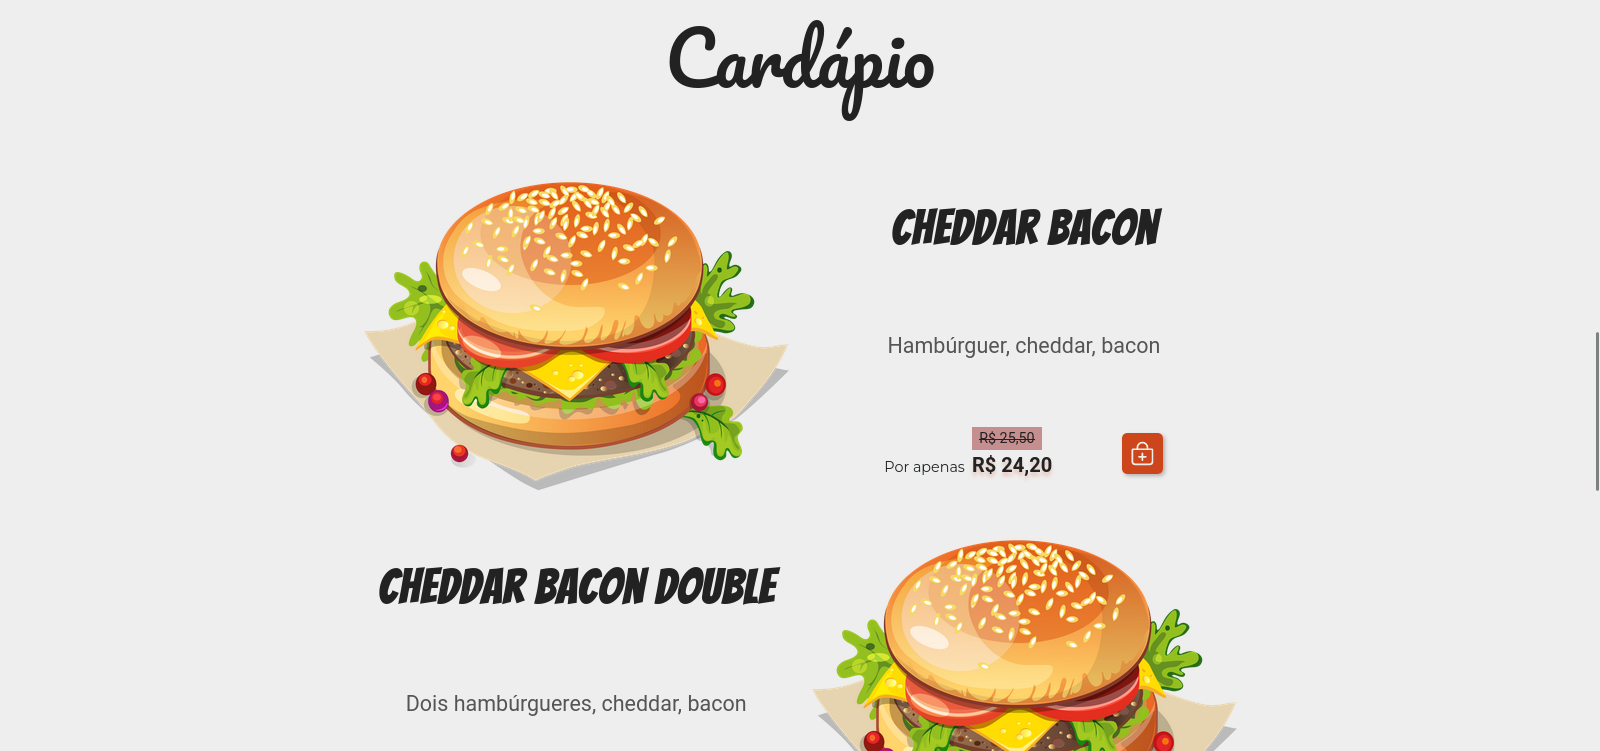 Cardápio
CHEDDAR BACON
Hambúrguer, cheddar, bacon
R$ 25,50
Por apenas R$ 24,20
CHEDDAR BACON DOUBLE
Dois hambúrgueres, cheddar, bacon